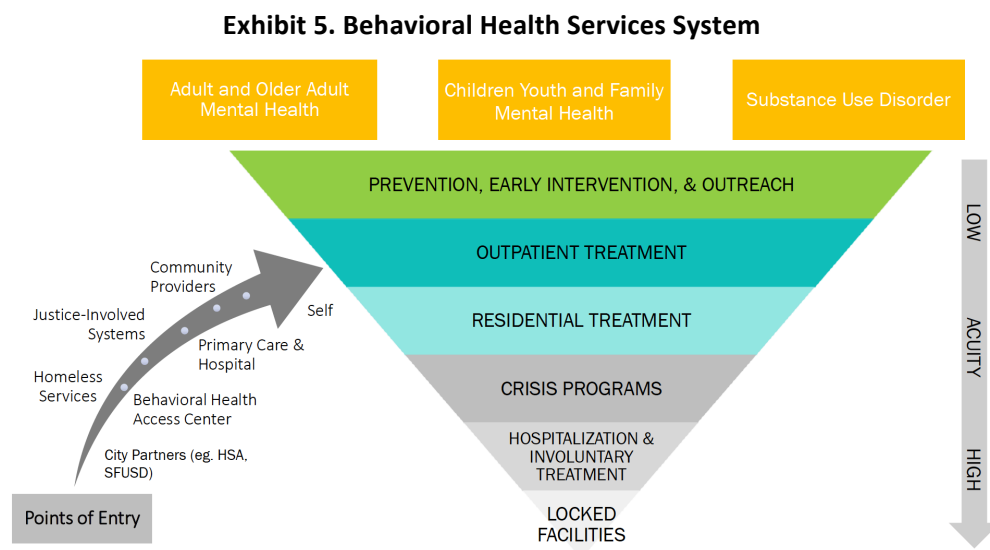 Exhibit 5. Behavioral Health Services System
Adult and Older Adult
Mental Health
Children Youth and Family
Mental Health
Substance Use Disorder
PREVENTION, EARLY INTERVENTION, & OUTREACH
OUTPATIENT TREATMENT
RESIDENTIAL TREATMENT
CRISIS PROGRAMS
HOSPITALIZATION &
INVOLUNTARY
TREATMENT
LOCKED
FACILITIES
LOW
ACUITY
HIGH
Community
Providers
Self
Justice-Involved
Systems
Primary Care &
Hospital
Homeless
Services
Behavioral Health
Access Center
City Partners (eg. HSA,
SFUSD)
Points of Entry